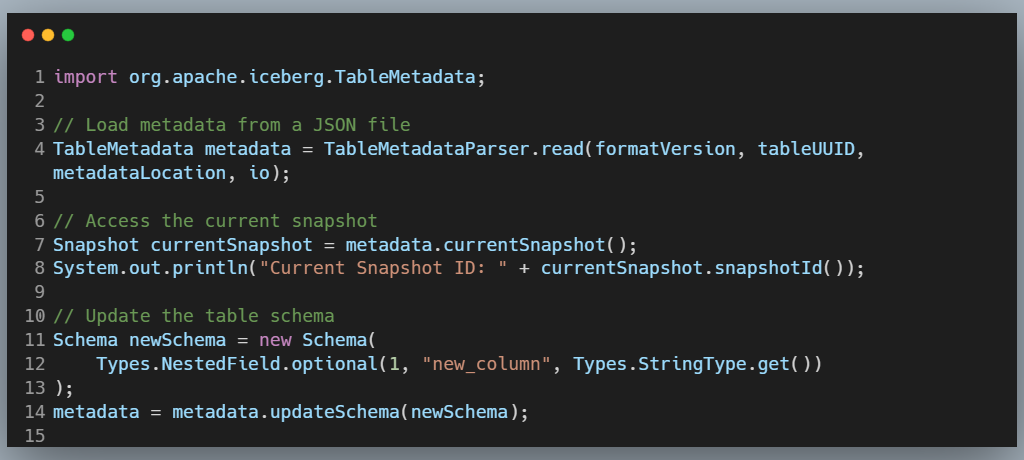 1 import org.apache.iceberg.TableMetadata;
2
3 // Load metadata from a JSON file
4 TableMetadata metadata = TableMetadataParser.read(formatVersion, tableUUID,
metadataLocation, io);
5
6 // Access the current snapshot
7 Snapshot currentSnapshot = metadata.currentSnapshot();
8 System.out.println("Current Snapshot ID: " + currentSnapshot.snapshotId());
9
10 // Update the table schema
11 Schema newSchema = new Schema(
12     Types.NestedField.optional(1, "new_column", Types.StringType.get())
13 );
14 metadata = metadata.updateSchema(newSchema);
15